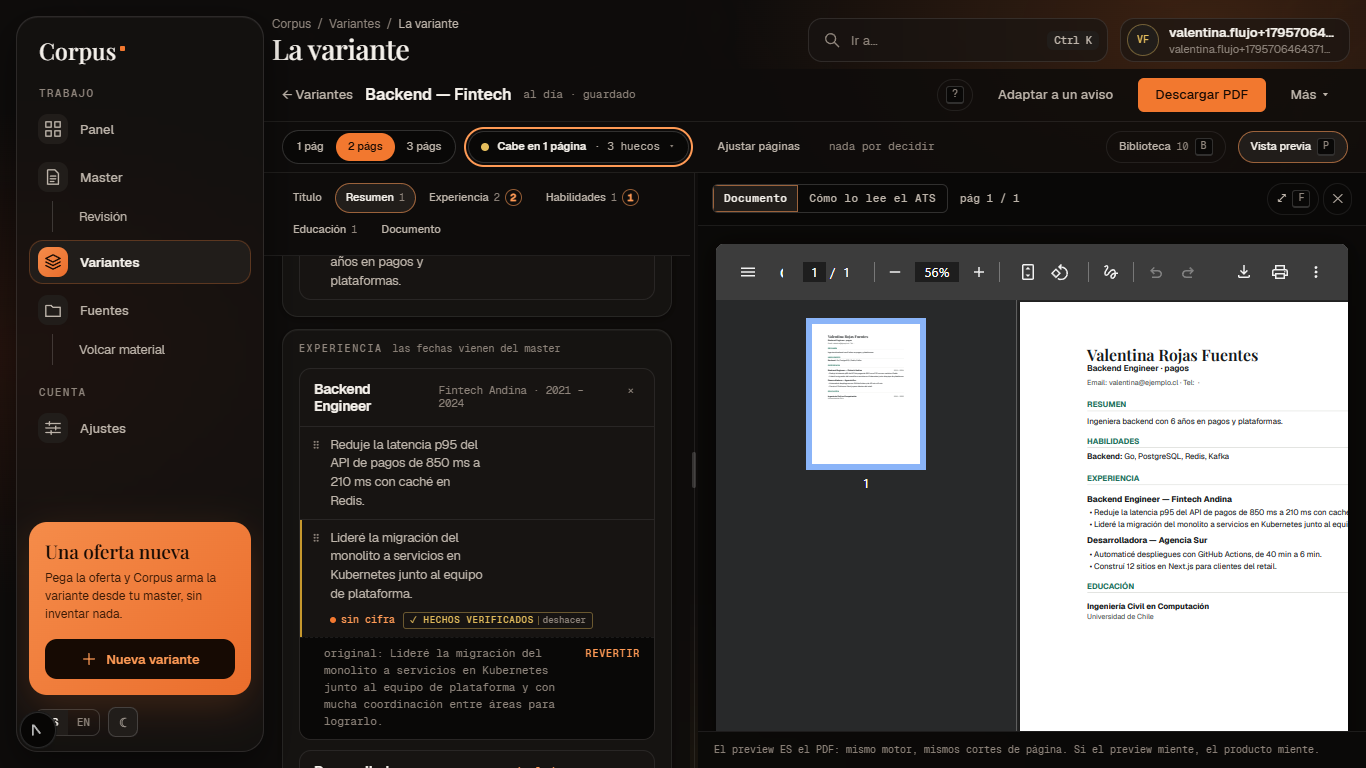 Corpus
TRABAJO
Panel
Master
Revisión
Variantes
Fuentes
Volcar material
CUENTA
Ajustes
Una oferta nueva
Pega la oferta y Corpus arma la
variante desde tu master, sin
inventar nada.
Nueva variante
EN
Corpus / Variantes / La variante
La variante
Ir a…
Ctrl K
VF
valentina.flujo+17957064…
valentina.flujo+1795706464371…
← Variantes
Backend — Fintech
al día · guardado
?
Adaptar a un aviso
Descargar PDF
Más
1 pág
2 págs
3 págs
Cabe en 1 página · 3 huecos
Ajustar páginas
nada por decidir
Biblioteca 10 B
Vista previa P
Título
Resumen 1
Experiencia 2 2
Habilidades 1 1
Educación 1
Documento
años en pagos y
plataformas.
EXPERIENCIA las fechas vienen del master
Backend
Engineer
Fintech Andina · 2021 –
2024
×
Reduje la latencia p95 del
API de pagos de 850 ms a
210 ms con caché en
Redis.
Lideré la migración del
monolito a servicios en
Kubernetes junto al equipo
de plataforma.
sin cifra
✓ HECHOS VERIFICADOS | deshacer
original: Lideré la migración del
monolito a servicios en Kubernetes
junto al equipo de plataforma y con
mucha coordinación entre áreas para
lograrlo.
REVERTIR
Documento
Cómo lo lee el ATS
pág 1 / 1
F
1 / 1
56%
1
Valentina Rojas Fuentes
Backend Engineer · pagos
Email: valentina@ejemplo.cl · Tel: ·
RESUMEN
Ingeniera backend con 6 años en pagos y plataformas.
HABILIDADES
Backend: Go, PostgreSQL, Redis, Kafka
EXPERIENCIA
Backend Engineer — Fintech Andina
• Reduje la latencia p95 del API de pagos de 850 ms a 210 ms con cache
• Lideré la migración del monolito a servicios en Kubernetes junto al equi
Desarrolladora — Agencia Sur
• Automaticé despliegues con GitHub Actions, de 40 min a 6 min.
• Construí 12 sitios en Next.js para clientes del retail.
EDUCACIÓN
Ingeniería Civil en Computación
Universidad de Chile
El preview ES el PDF: mismo motor, mismos cortes de página. Si el preview miente, el producto miente.